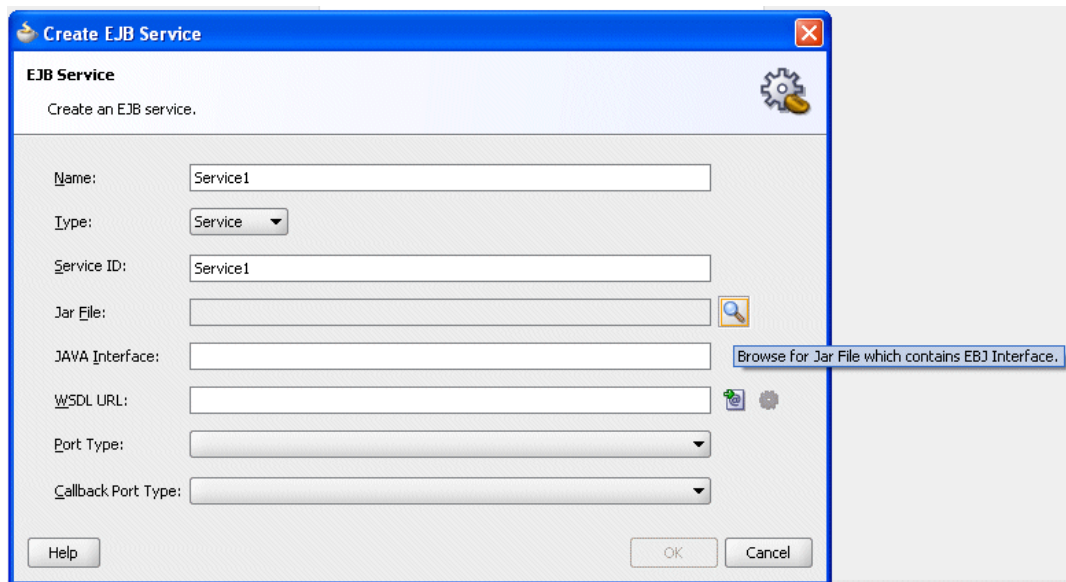 Create EJB Service
EJB Service
Create an EJB service.
Name: Service1
Type: Service
Service ID: Service1
Jar File:
JAVA Interface:
Browse for Jar File which contains EBJ Interface.
WSDL URL:
Port Type:
Callback Port Type:
Help OK Cancel